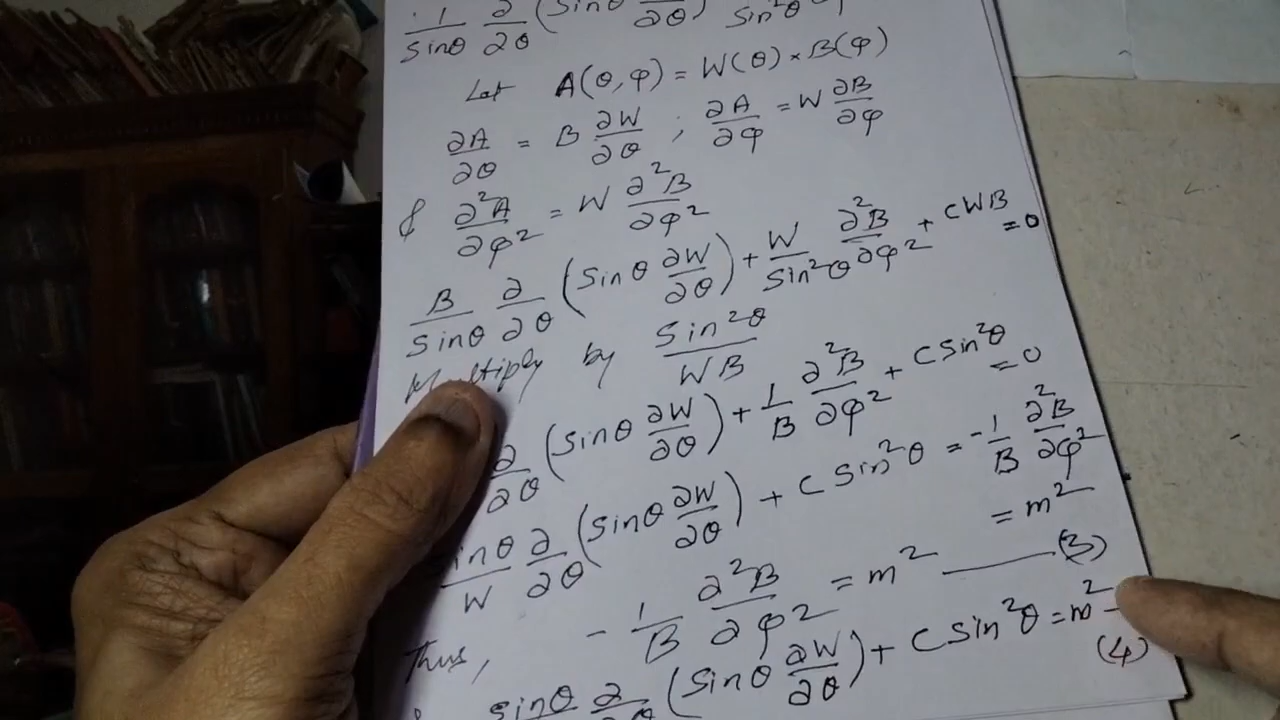 1/sinθ ∂/∂θ (sinθ /∂θ) sin²θ
Let A(θ,φ) = W(θ) × B(φ)
∂A/∂θ = B ∂W/∂θ ; ∂A/∂φ = W ∂B/∂φ
& ∂²A/∂φ² = W ∂²B/∂φ²
B/sinθ ∂/∂θ (sinθ ∂W/∂θ) + W/sin²θ ∂²B/∂φ² + CWB = 0
Multiply by sin²θ/WB
∂/∂θ (sinθ ∂W/∂θ) + 1/B ∂²B/∂φ² + C sin²θ = 0
sinθ/W ∂/∂θ (sinθ ∂W/∂θ) + C sin²θ = -1/B ∂²B/∂φ²
= m²
Thus, - 1/B ∂²B/∂φ² = m² —— (3)
sinθ ∂/∂θ (sinθ ∂W/∂θ) + C sin²θ = m² —
(4)